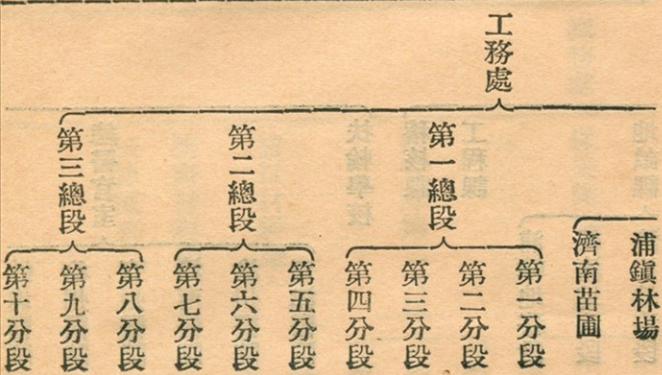 工務處
浦鎭林場
濟南苗圃
第一總段
第一分段
第二分段
第三分段
第四分段
第二總段
第五分段
第六分段
第七分段
第三總段
第八分段
第九分段
第十分段